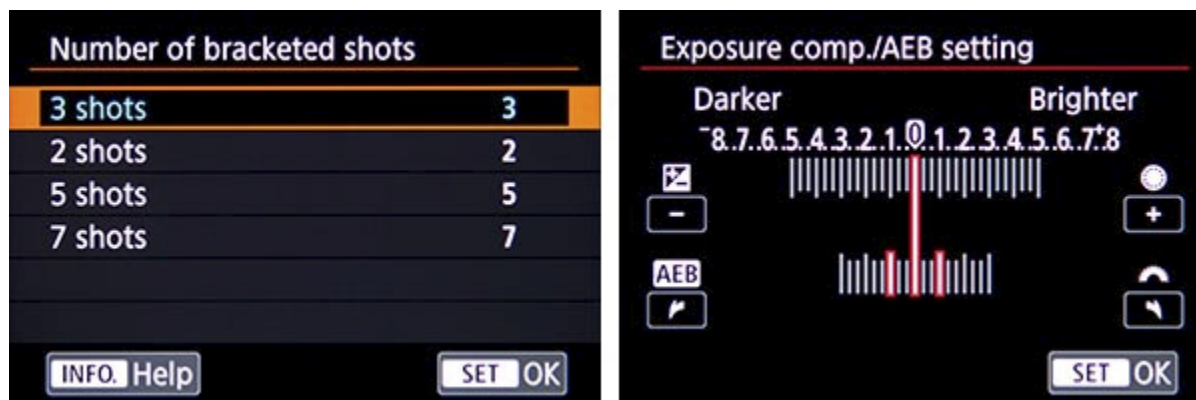 Number of bracketed shots
3 shots 3
2 shots 2
5 shots 5
7 shots 7
INFO. Help SET OK
Exposure comp./AEB setting
Darker Brighter
-8..7..6..5..4..3..2..1..0..1..2..3..4..5..6..7.+8
- +
AEB
SET OK